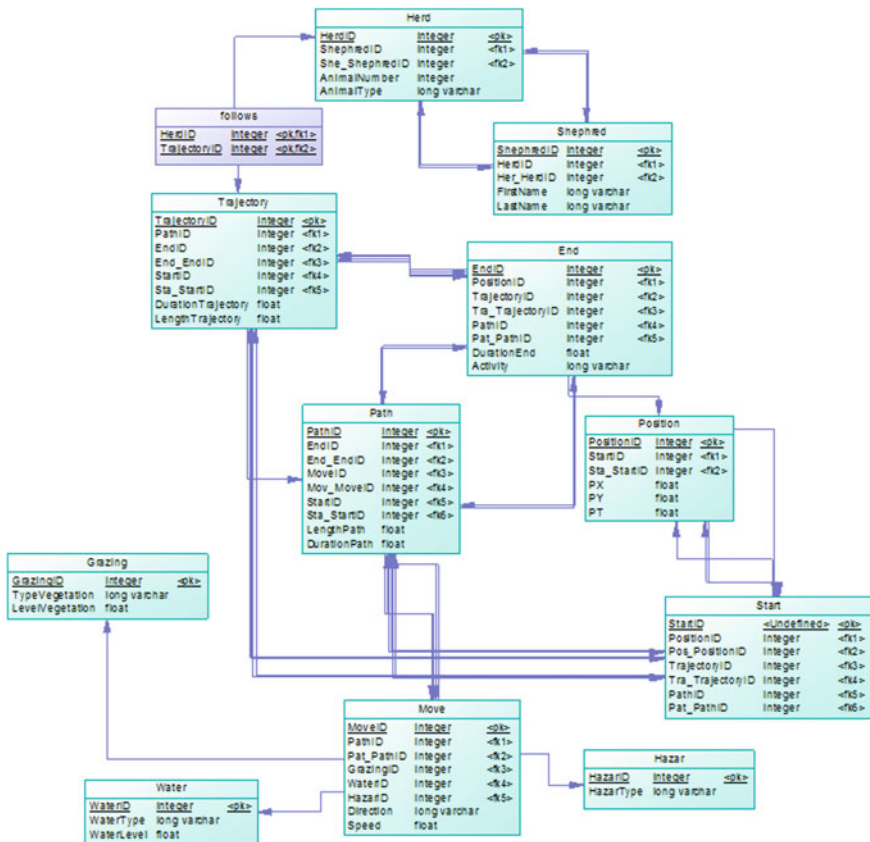 Herd
HerdID Integer <pk>
ShephredID Integer <fk1>
She_ShephredID Integer <fk2>
AnimalNumber Integer
AnimalType long varchar
follows
HerdID Integer <pk,fk1>
TrajectoryID Integer <pk,fk2>
Shephred
ShephredID Integer <pk>
HerdID Integer <fk1>
Her_HerdID Integer <fk2>
FirstName long varchar
LastName long varchar
Trajectory
TrajectoryID Integer <pk>
PathID Integer <fk1>
EndID Integer <fk2>
End_EndID Integer <fk3>
StartID Integer <fk4>
Sta_StartID Integer <fk5>
DurationTrajectory float
LengthTrajectory float
End
EndID Integer <pk>
PositionID Integer <fk1>
TrajectoryID Integer <fk2>
Tra_TrajectoryID Integer <fk3>
PathID Integer <fk4>
Pat_PathID Integer <fk5>
DurationEnd float
Activity long varchar
Path
PathID Integer <pk>
EndID Integer <fk1>
End_EndID Integer <fk2>
MoveID Integer <fk3>
Mov_MoveID Integer <fk4>
StartID Integer <fk5>
Sta_StartID Integer <fk6>
LengthPath float
DurationPath float
Position
PositionID Integer <pk>
StartID Integer <fk1>
Sta_StartID Integer <fk2>
PX float
PY float
PT float
Grazing
GrazingID Integer <pk>
TypeVegetation long varchar
LevelVegetation float
Start
StartID <Undefined> <pk>
PositionID Integer <fk1>
Pos_PositionID Integer <fk2>
TrajectoryID Integer <fk3>
Tra_TrajectoryID Integer <fk4>
PathID Integer <fk5>
Pat_PathID Integer <fk6>
Move
MoveID Integer <pk>
PathID Integer <fk1>
Pat_PathID Integer <fk2>
GrazingID Integer <fk3>
WaterID Integer <fk4>
HazarID Integer <fk5>
Direction long varchar
Speed float
Hazar
HazarID Integer <pk>
HazarType long varchar
Water
WaterID Integer <pk>
WaterType long varchar
WaterLevel float